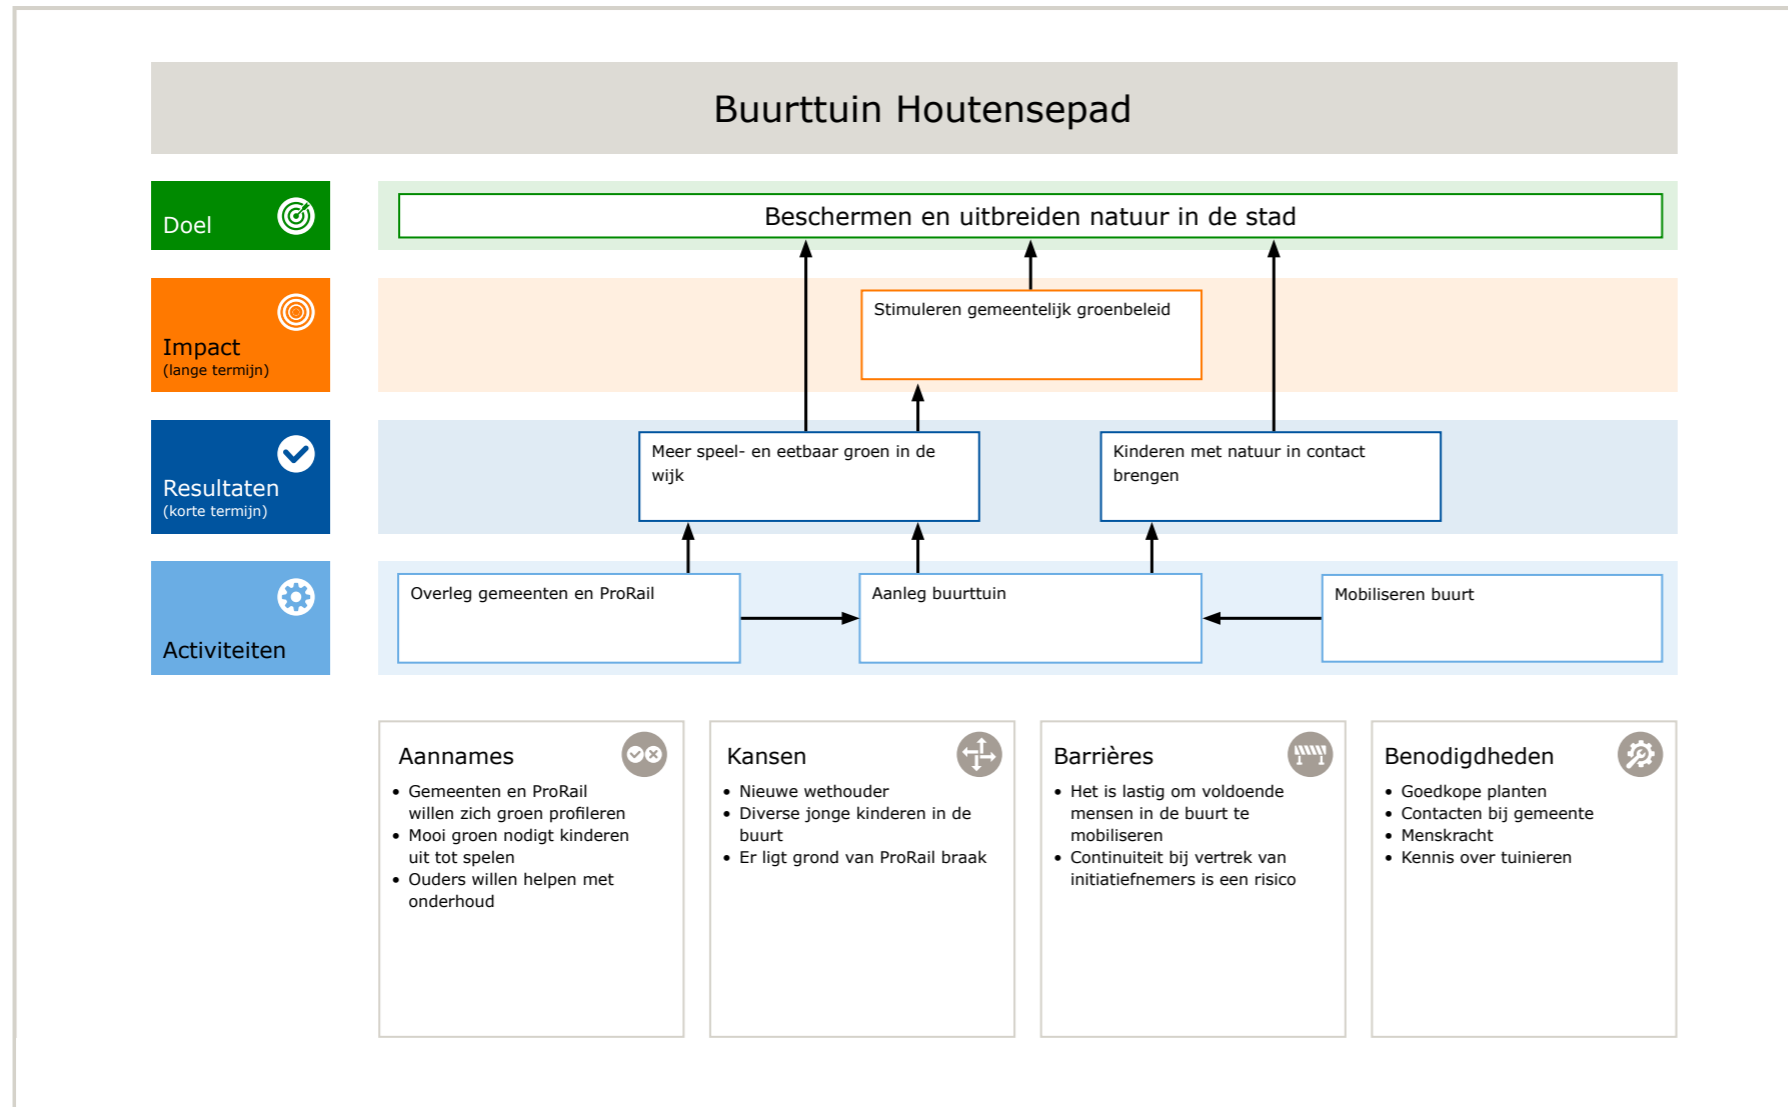 Buurttuin Houtensepad
Doel
Beschermen en uitbreiden natuur in de stad
Impact
(lange termijn)
Stimuleren gemeentelijk groenbeleid
Resultaten
(korte termijn)
Meer speel- en eetbaar groen in de
wijk
Kinderen met natuur in contact
brengen
Activiteiten
Overleg gemeenten en ProRail
Aanleg buurttuin
Mobiliseren buurt
Aannames
• Gemeenten en ProRail
willen zich groen profileren
• Mooi groen nodigt kinderen
uit tot spelen
• Ouders willen helpen met
onderhoud
Kansen
• Nieuwe wethouder
• Diverse jonge kinderen in de
buurt
• Er ligt grond van ProRail braak
Barrières
• Het is lastig om voldoende
mensen in de buurt te
mobiliseren
• Continuiteit bij vertrek van
initiatiefnemers is een risico
Benodigdheden
• Goedkope planten
• Contacten bij gemeente
• Menskracht
• Kennis over tuinieren